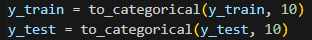 y_train = to_categorical(y_train, 10)
y_test = to_categorical(y_test, 10)